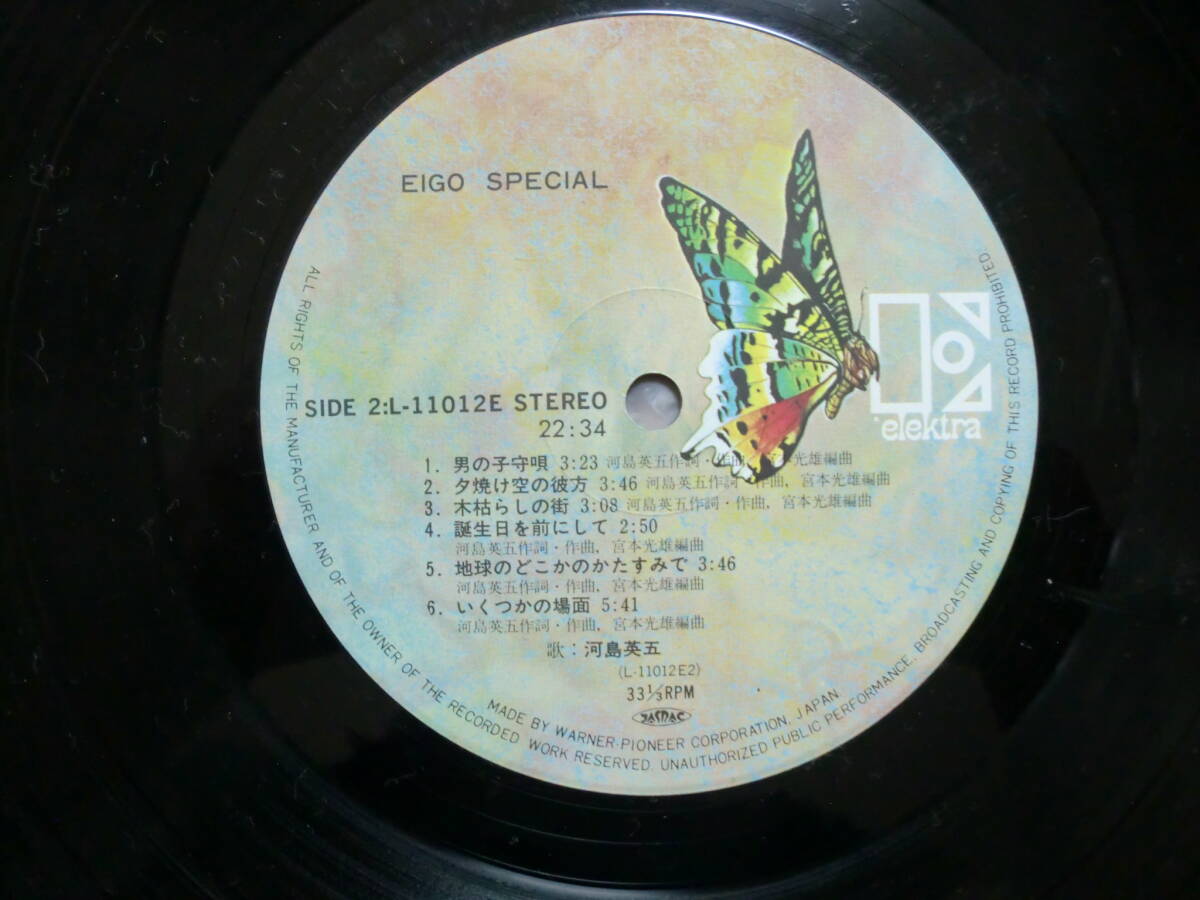 EIGO SPECIAL
elektra
SIDE 2:L-11012E STEREO
22:34
1. 男の子守唄 3:23 河島英五作詞・作曲, 宮本光雄編曲
2. 夕焼け空の彼方 3:46 河島英五作詞・作曲, 宮本光雄編曲
3. 木枯らしの街 3:08 河島英五作詞・作曲, 宮本光雄編曲
4. 誕生日を前にして 2:50
河島英五作詞・作曲, 宮本光雄編曲
5. 地球のどこかのかたすみで 3:46
河島英五作詞・作曲, 宮本光雄編曲
6. いくつかの場面 5:41
河島英五作詞・作曲, 宮本光雄編曲
歌：河島英五
(L-11012E2)
33⅓RPM
JASRAC
MADE BY WARNER-PIONEER CORPORATION, JAPAN
ALL RIGHTS OF THE MANUFACTURER AND OF THE OWNER OF THE RECORDED WORK RESERVED. UNAUTHORIZED PUBLIC PERFORMANCE, BROADCASTING AND COPYING OF THIS RECORD PROHIBITED.